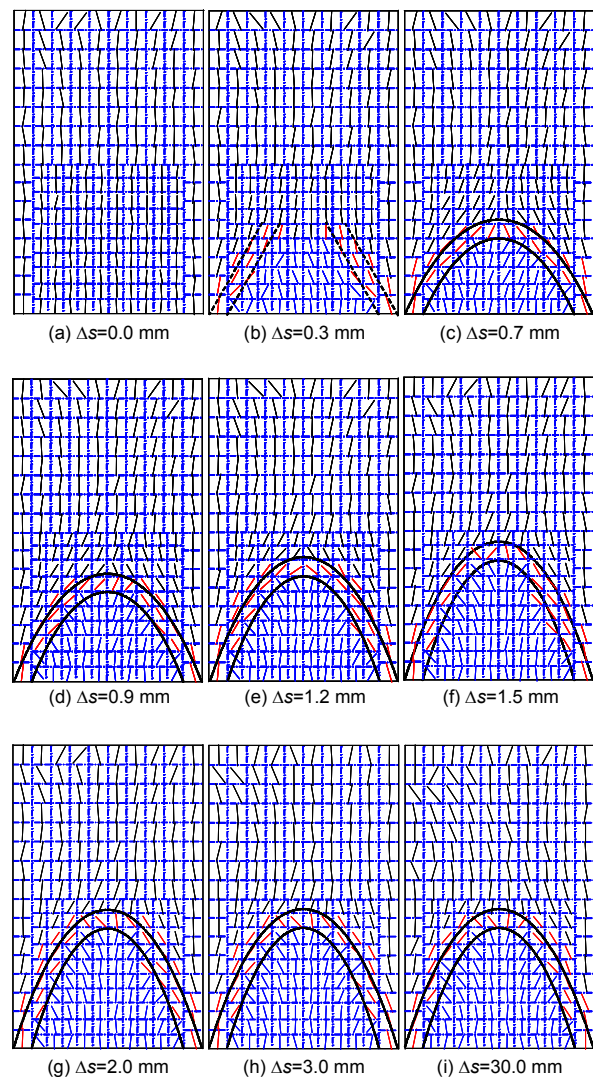 (a) Δs=0.0 mm
(b) Δs=0.3 mm
(c) Δs=0.7 mm
(d) Δs=0.9 mm
(e) Δs=1.2 mm
(f) Δs=1.5 mm
(g) Δs=2.0 mm
(h) Δs=3.0 mm
(i) Δs=30.0 mm